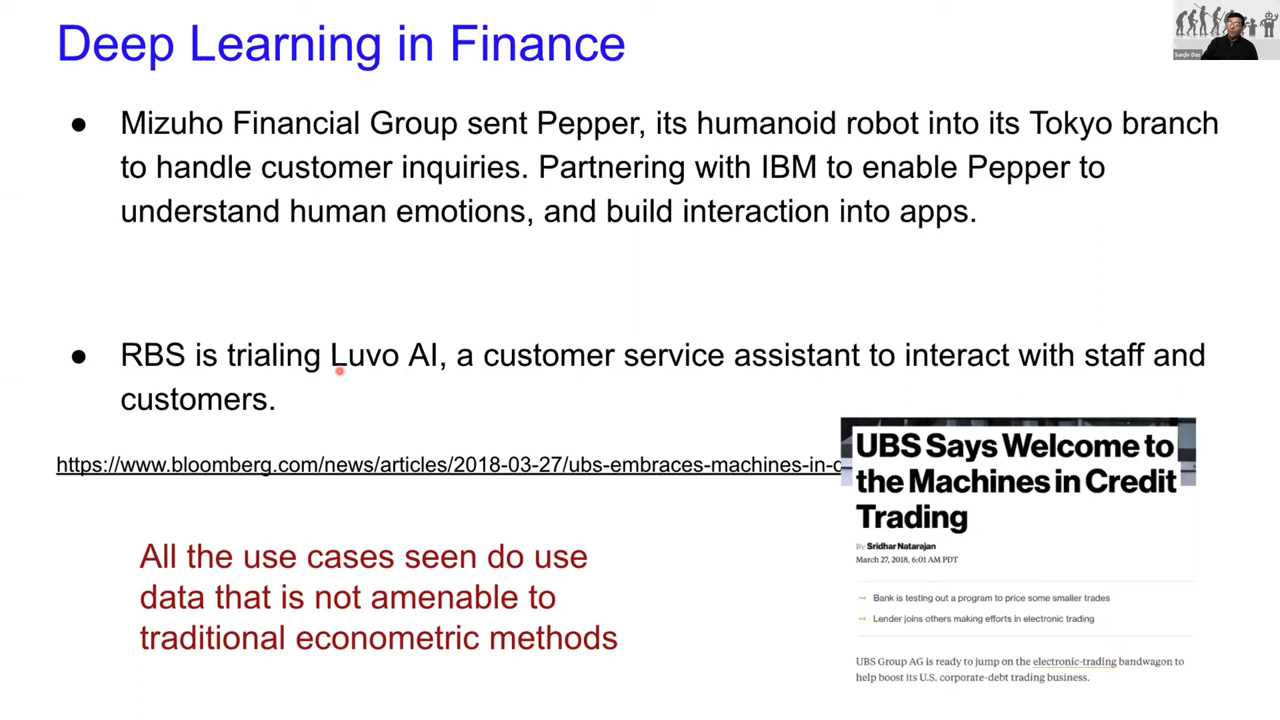 Deep Learning in Finance
Sanjiv Das
● Mizuho Financial Group sent Pepper, its humanoid robot into its Tokyo branch
to handle customer inquiries. Partnering with IBM to enable Pepper to
understand human emotions, and build interaction into apps.
● RBS is trialing Luvo AI, a customer service assistant to interact with staff and
customers.
https://www.bloomberg.com/news/articles/2018-03-27/ubs-embraces-machines-in-c
All the use cases seen do use
data that is not amenable to
traditional econometric methods
UBS Says Welcome to
the Machines in Credit
Trading
By Sridhar Natarajan
March 27, 2018, 6:01 AM PDT
→ Bank is testing out a program to price some smaller trades
→ Lender joins others making efforts in electronic trading
UBS Group AG is ready to jump on the electronic-trading bandwagon to
help boost its U.S. corporate-debt trading business.